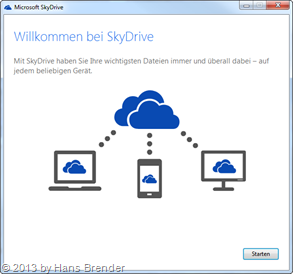 Microsoft SkyDrive
Willkommen bei SkyDrive
Mit SkyDrive haben Sie Ihre wichtigsten Dateien immer und überall dabei – auf
jedem beliebigen Gerät.
Starten
© 2013 by Hans Brender